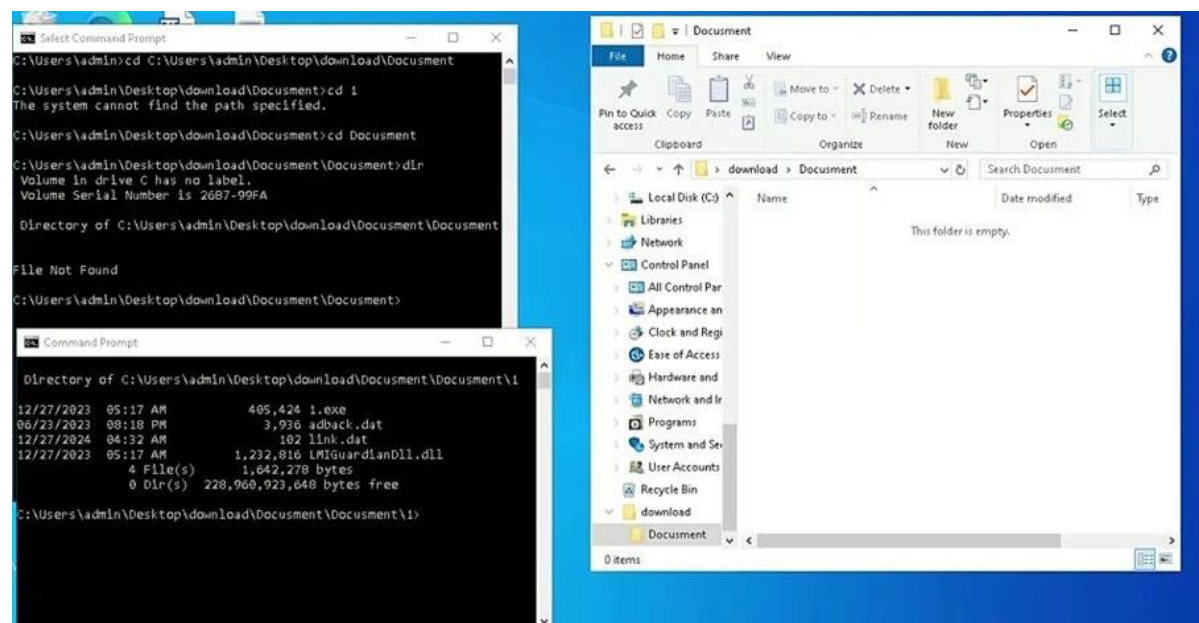 Select Command Prompt
C:\Users\admin>cd C:\Users\admin\Desktop\download\Docusment
C:\Users\admin\Desktop\download\Docusment>cd 1
The system cannot find the path specified.
C:\Users\admin\Desktop\download\Docusment>cd Docusment
C:\Users\admin\Desktop\download\Docusment\Docusment>dir
Volume in drive C has no label.
Volume Serial Number is 26B7-99FA
Directory of C:\Users\admin\Desktop\download\Docusment\Docusment
File Not Found
C:\Users\admin\Desktop\download\Docusment\Docusment>
Command Prompt
Directory of C:\Users\admin\Desktop\download\Docusment\Docusment\1
12/27/2023 05:17 AM 405,424 1.exe
06/23/2023 08:18 PM 3,936 adback.dat
12/27/2024 04:32 AM 102 link.dat
12/27/2023 05:17 AM 1,232,816 LMIGuardianDll.dll
4 File(s) 1,642,278 bytes
0 Dir(s) 228,960,923,648 bytes free
C:\Users\admin\Desktop\download\Docusment\Docusment\1>
Docusment
File Home Share View
Pin to Quick access
Copy
Paste
Move to
Copy to
Delete
Rename
New folder
Properties
Select
Clipboard Organize New Open
download > Docusment
Search Docusment
Name Date modified Type
This folder is empty.
Local Disk (C:)
Libraries
Network
Control Panel
All Control Par
Appearance an
Clock and Regi
Ease of Access
Hardware and
Network and Ir
Programs
System and Se
User Accounts
Recycle Bin
download
Docusment
0 items